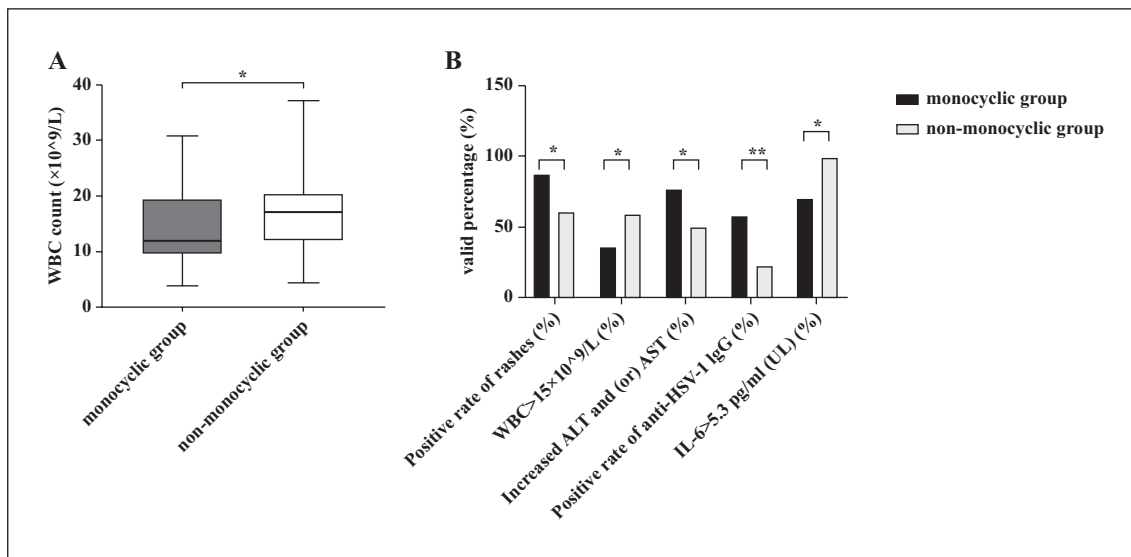 A
*
40
30
20
10
0
WBC count (×10^9/L)
monocyclic group
non-monocyclic group
B
150
100
50
0
valid percentage (%)
*
*
*
**
*
Positive rate of rashes (%)
WBC>15×10^9/L (%)
Increased ALT and (or) AST (%)
Positive rate of anti-HSV-1 lgG (%)
IL-6>5.3 pg/ml (UL) (%)
monocyclic group
non-monocyclic group